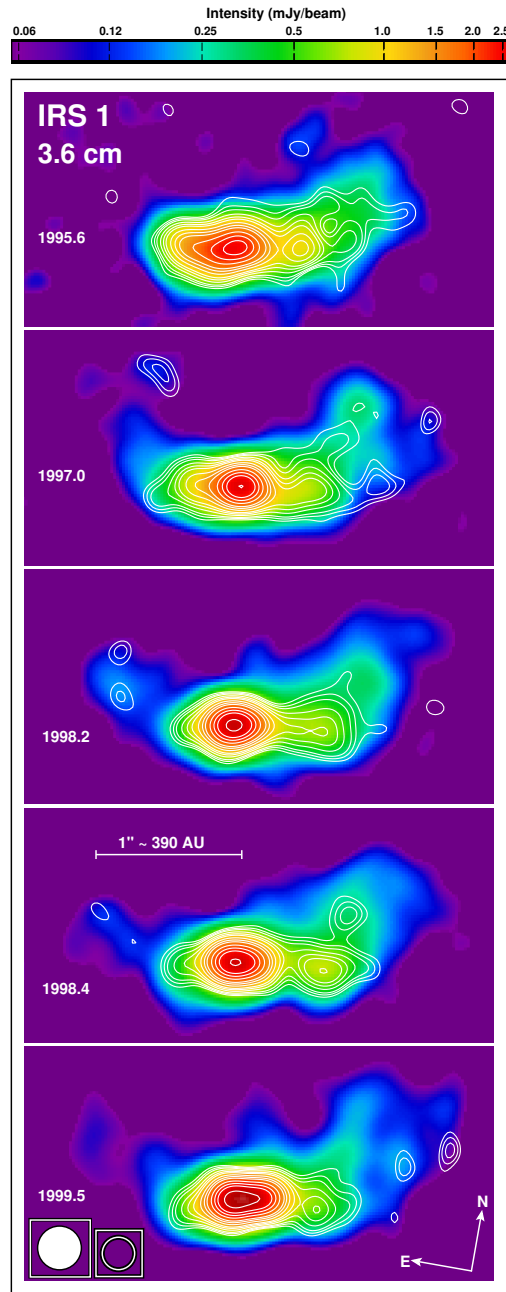 Intensity (mJy/beam)
0.06 0.12 0.25 0.5 1.0 1.5 2.0 2.5
IRS 1
3.6 cm
1995.6
1997.0
1998.2
1" ~ 390 AU
1998.4
1999.5
N
E